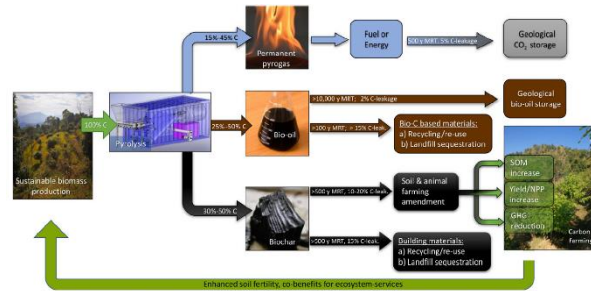 15%-45% C
Permanent
pyrogas
Fuel or
Energy
500 y MRT, 5% C-leakage
Geological
CO₂ storage
100% C
Pyrolysis
25%-50% C
Bio-oil
>10,000 y MRT; 2% C-leakage
Geological
bio-oil storage
>100 y MRT; > 15% C-leak.
Bio-C based materials:
a) Recycling/re-use
b) Landfill sequestration
Sustainable biomass
production
30%-50% C
Biochar
>500 y MRT, 10-20% C-leak.
Soil & animal
farming
amendment
SOM
increase
Yield/NPP
increase
GHG
reduction
Carbon
Farming
>500 y MRT, 15% C-leak.
Building materials:
a) Recycling/re-use
b) Landfill sequestration
Enhanced soil fertility, co-benefits for ecosystem services